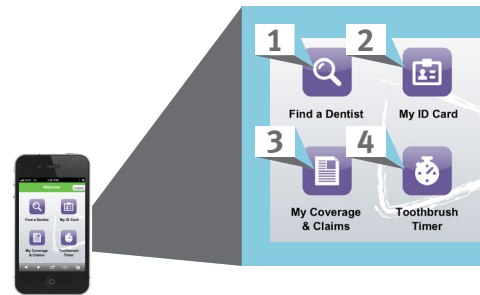 1
2
Find a Dentist
My ID Card
3
4
My Coverage
& Claims
Toothbrush
Timer
Welcome
Find a Dentist
My ID Card
My Coverage
& Claims
Toothbrush
Timer